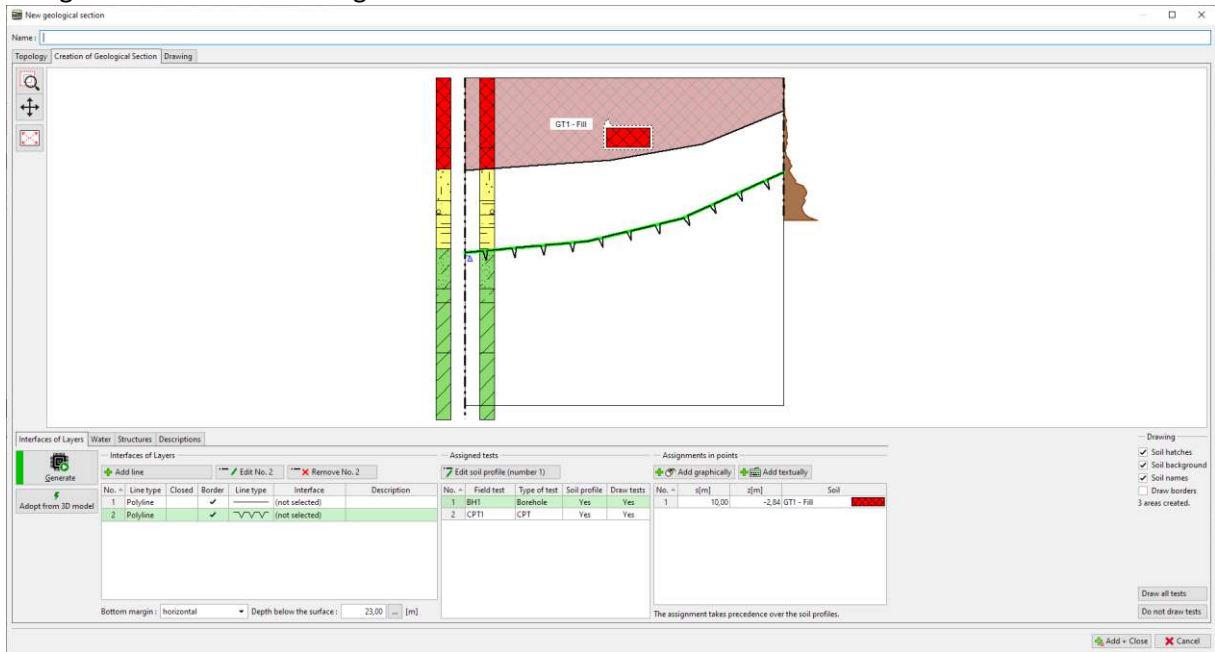 New geological section
Name :
Topology Creation of Geological Section Drawing
GT1 - Fill
Interfaces of Layers Water Structures Descriptions
Generate
Adopt from 3D model
Interfaces of Layers
Add line Edit No. 2 Remove No. 2
No. Line type Closed Border Line type Interface Description
1 Polyline (not selected)
2 Polyline (not selected)
Bottom margin : horizontal Depth below the surface : 23,00 ... [m]
Assigned tests
Edit soil profile (number 1)
No. Field test Type of test Soil profile Draw tests
1 BH1 Borehole Yes Yes
2 CPT1 CPT Yes Yes
Assignments in points
Add graphically Add textually
No. s[m] z[m] Soil
1 10,00 -2,84 GT1 - Fill
The assignment takes precedence over the soil profiles.
Drawing
Soil hatches
Soil background
Soil names
Draw borders
3 areas created.
Draw all tests
Do not draw tests
Add + Close Cancel